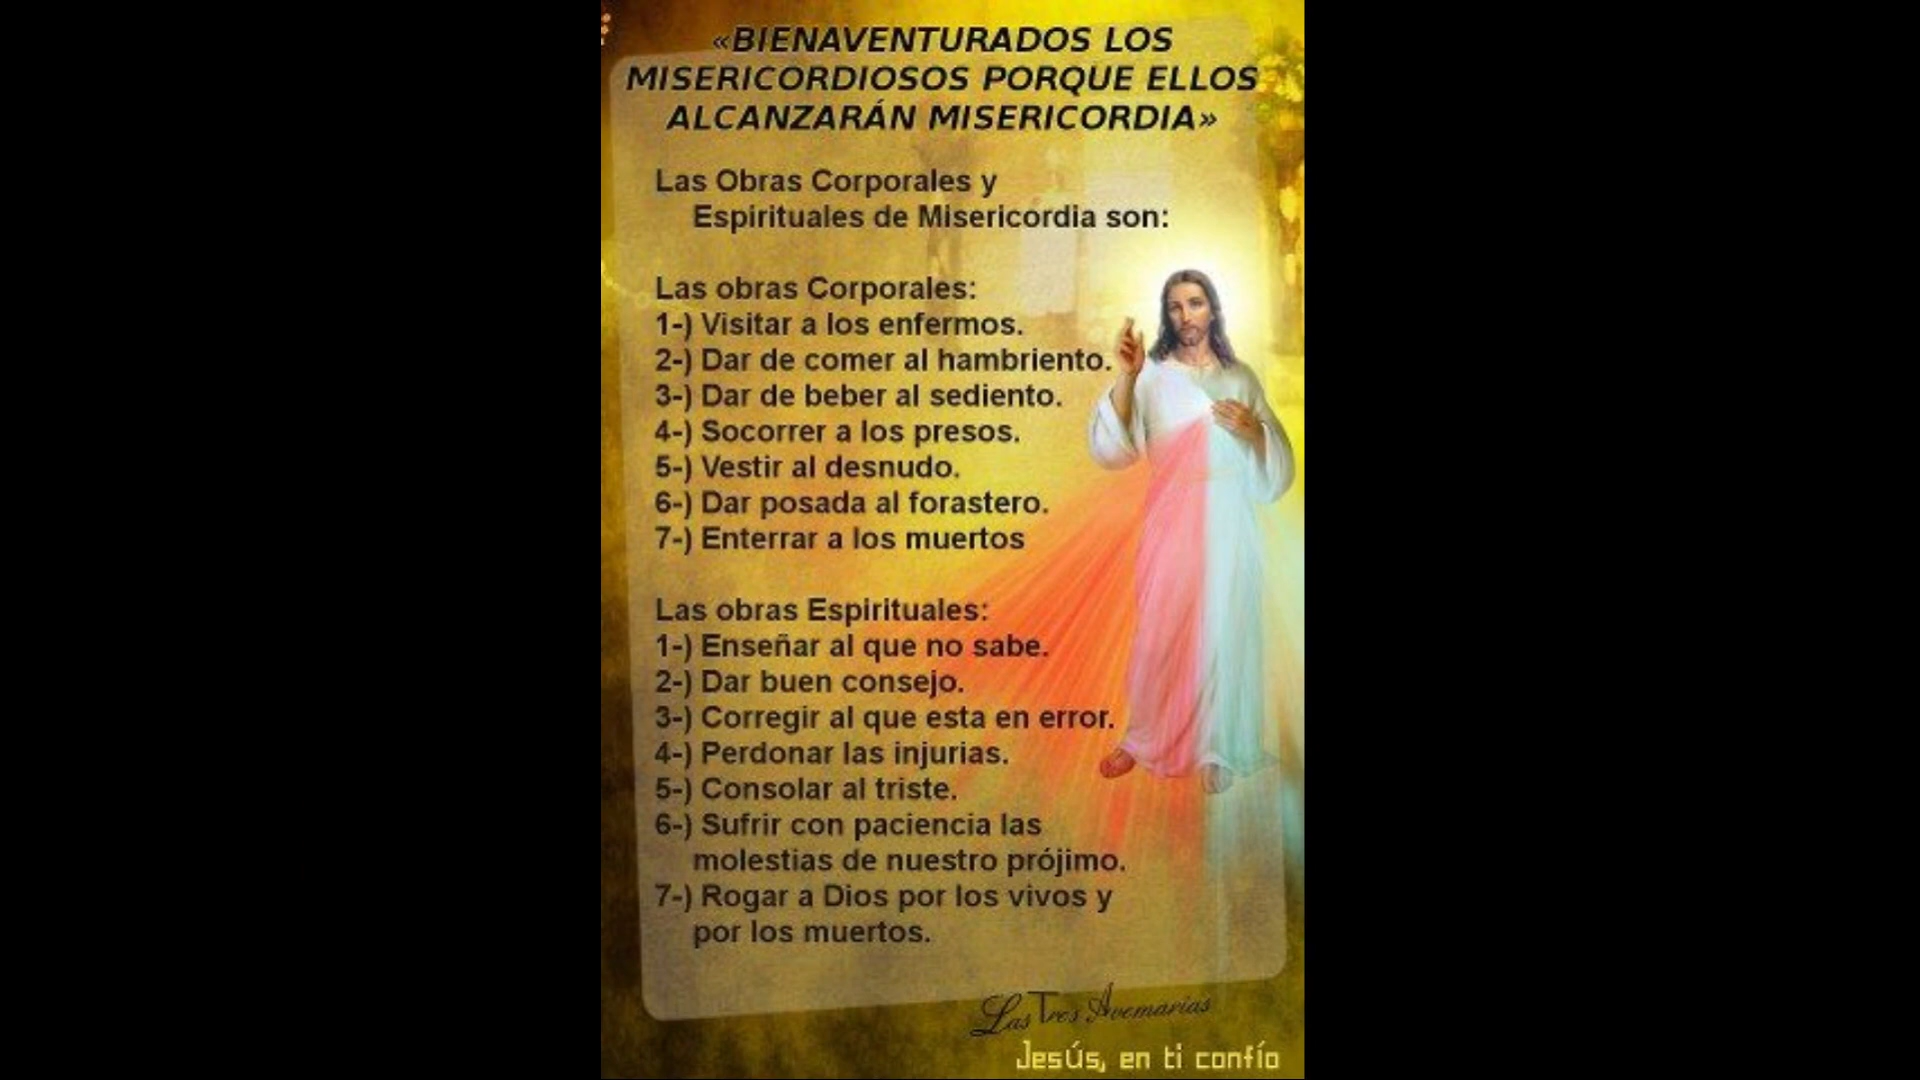 «BIENAVENTURADOS LOS
MISERICORDIOSOS PORQUE ELLOS
ALCANZARÁN MISERICORDIA»
Las Obras Corporales y
Espirituales de Misericordia son:
Las obras Corporales:
1-) Visitar a los enfermos.
2-) Dar de comer al hambriento.
3-) Dar de beber al sediento.
4-) Socorrer a los presos.
5-) Vestir al desnudo.
6-) Dar posada al forastero.
7-) Enterrar a los muertos
Las obras Espirituales:
1-) Enseñar al que no sabe.
2-) Dar buen consejo.
3-) Corregir al que esta en error.
4-) Perdonar las injurias.
5-) Consolar al triste.
6-) Sufrir con paciencia las
molestias de nuestro prójimo.
7-) Rogar a Dios por los vivos y
por los muertos.
Las Tres Avemarías
Jesús, en ti confío